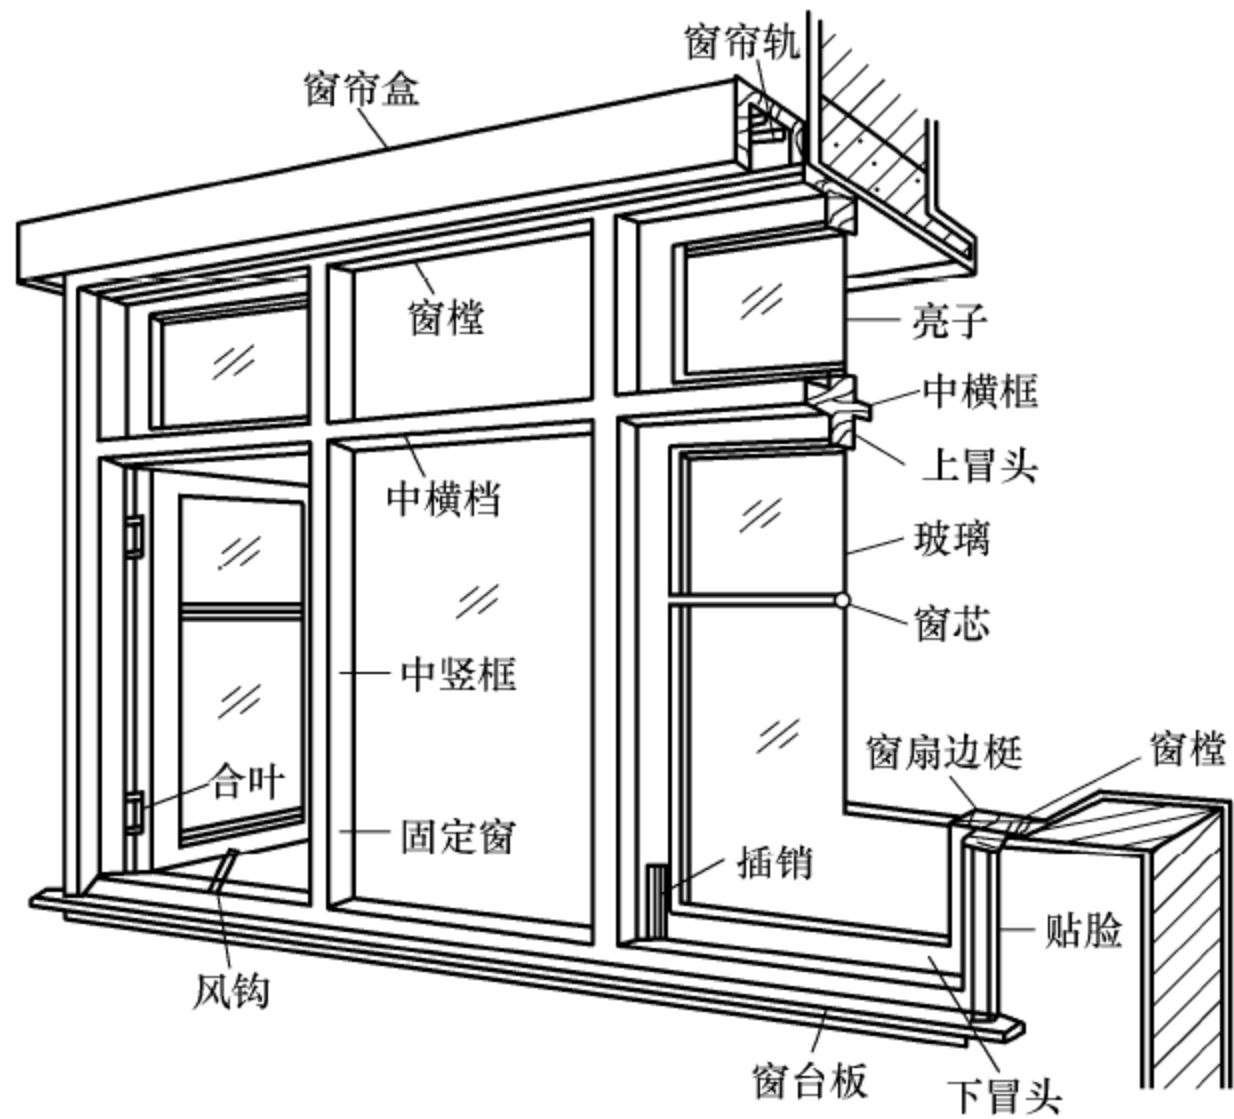 窗帘轨
窗帘盒
窗樘
亮子
中横框
上冒头
中横档
玻璃
窗芯
中竖框
窗扇边梃
窗樘
合叶
固定窗
插销
贴脸
风钩
窗台板
下冒头